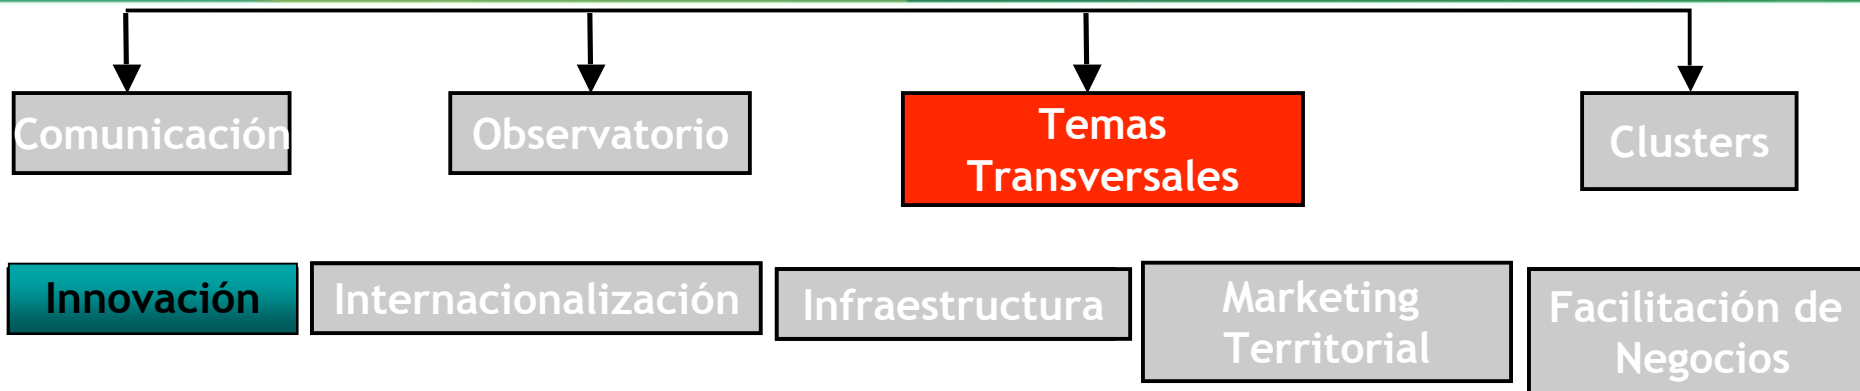 Comunicación
Observatorio
Temas
Transversales
Clusters
Innovación
Internacionalización
Infraestructura
Marketing
Territorial
Facilitación de
Negocios